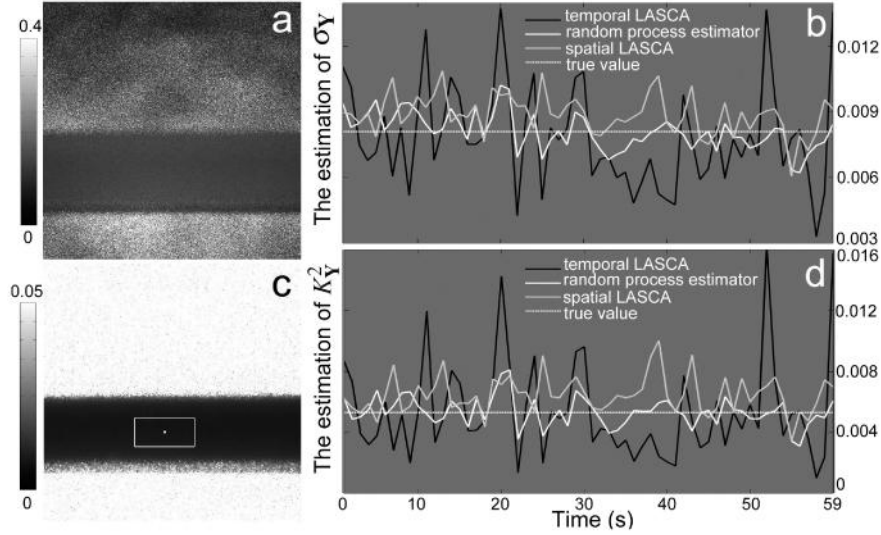 0.4
0
a
The estimation of σY
temporal LASCA
random process estimator
spatial LASCA
true value
b
0.012
0.009
0.006
0.003
0.05
0
c
The estimation of K²Y
temporal LASCA
random process estimator
spatial LASCA
true value
d
0.016
0.012
0.008
0.004
0
0 10 20 30 40 50 59
Time (s)